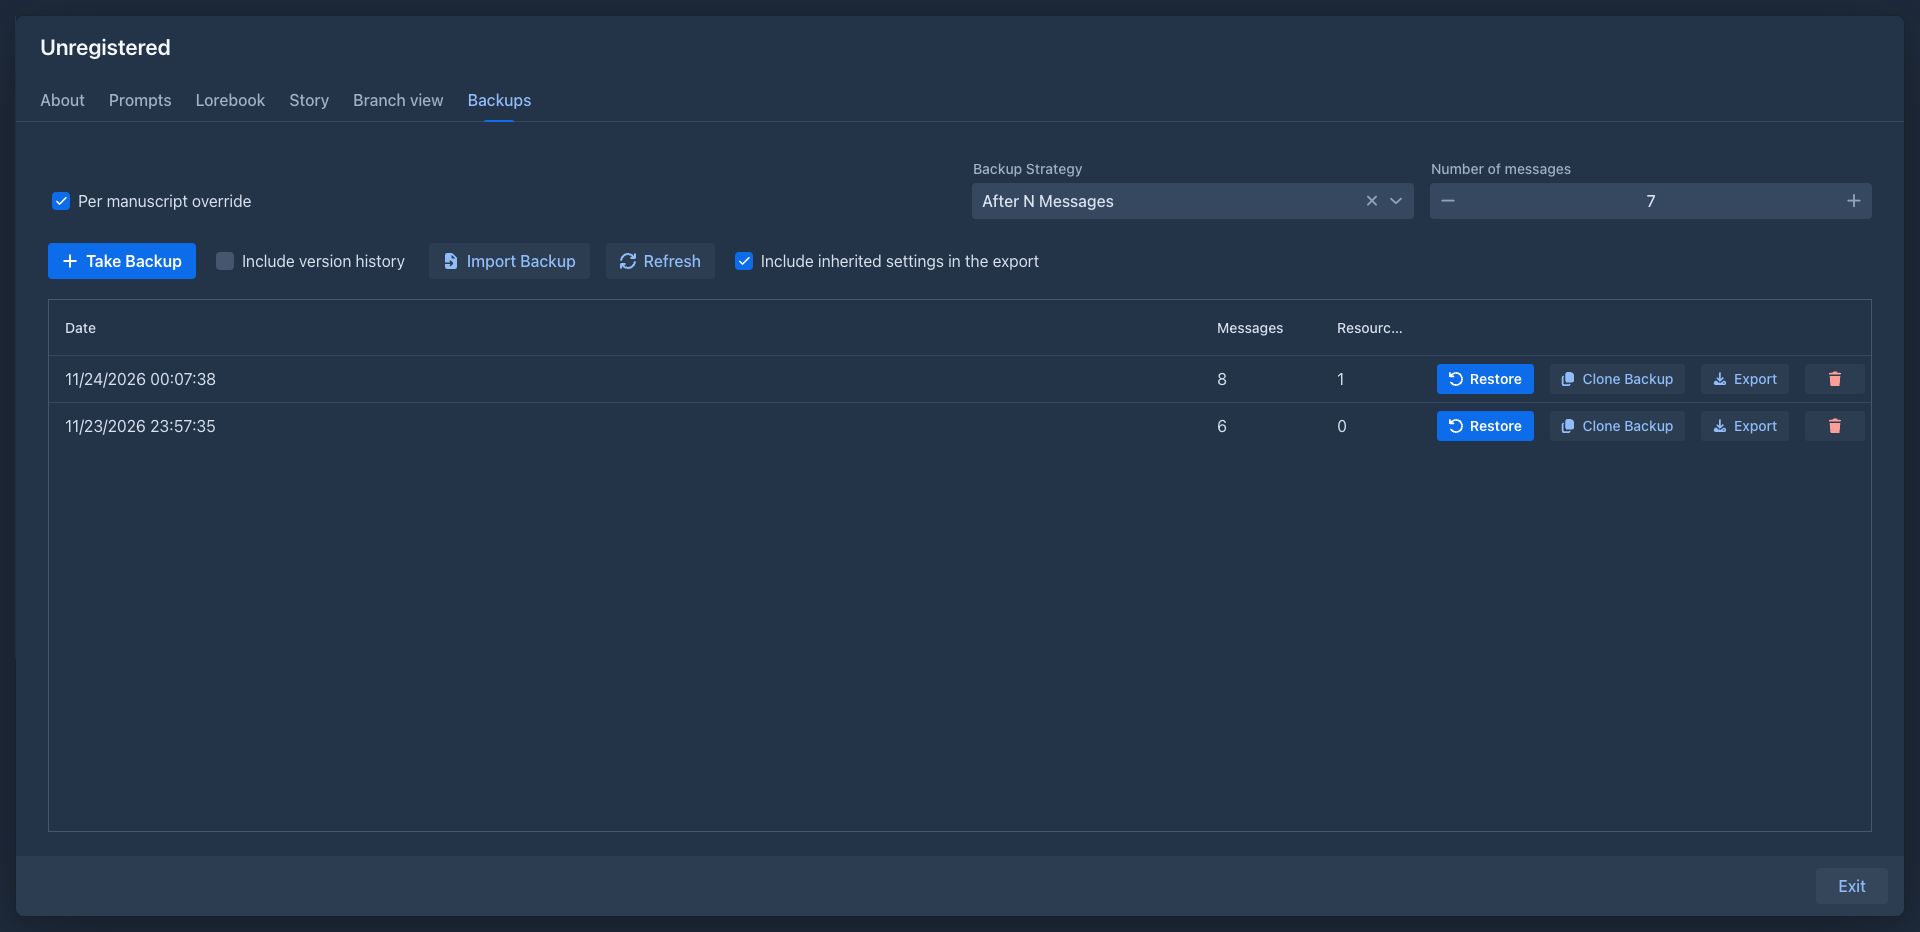 Unregistered
About Prompts Lorebook Story Branch view Backups
Backup Strategy Number of messages
Per manuscript override After N Messages 7
Take Backup Include version history Import Backup Refresh Include inherited settings in the export
Date Messages Resourc...
11/24/2026 00:07:38 8 1 Restore Clone Backup Export
11/23/2026 23:57:35 6 0 Restore Clone Backup Export
Exit